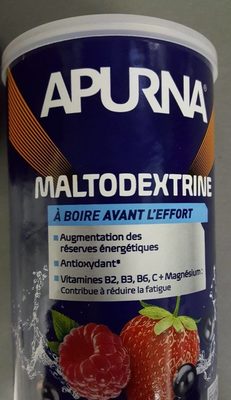 APURNA
MALTODEXTRINE
À BOIRE AVANT L'EFFORT
Augmentation des
réserves énergétiques
Antioxydant*
Vitamines B2, B3, B6, C + Magnésium :
Contribue à réduire la fatigue